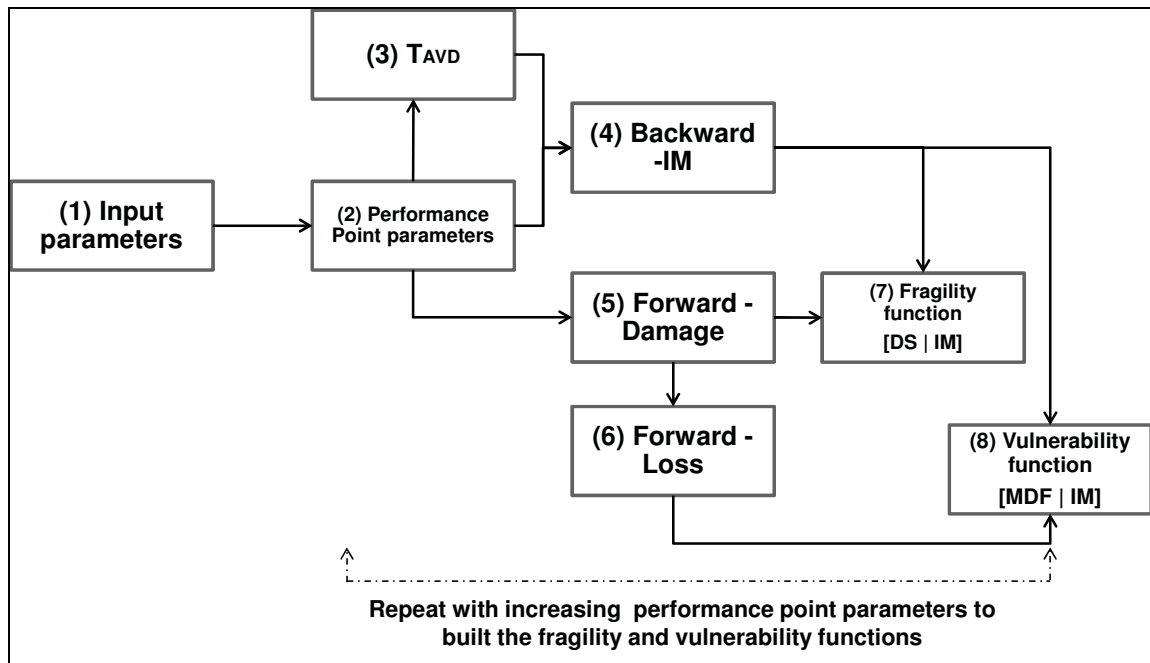 (1) Input
parameters
(2) Performance
Point parameters
(3) TAVD
(4) Backward
-IM
(5) Forward -
Damage
(6) Forward -
Loss
(7) Fragility
function
[DS | IM]
(8) Vulnerability
function
[MDF | IM]
Repeat with increasing performance point parameters to
built the fragility and vulnerability functions